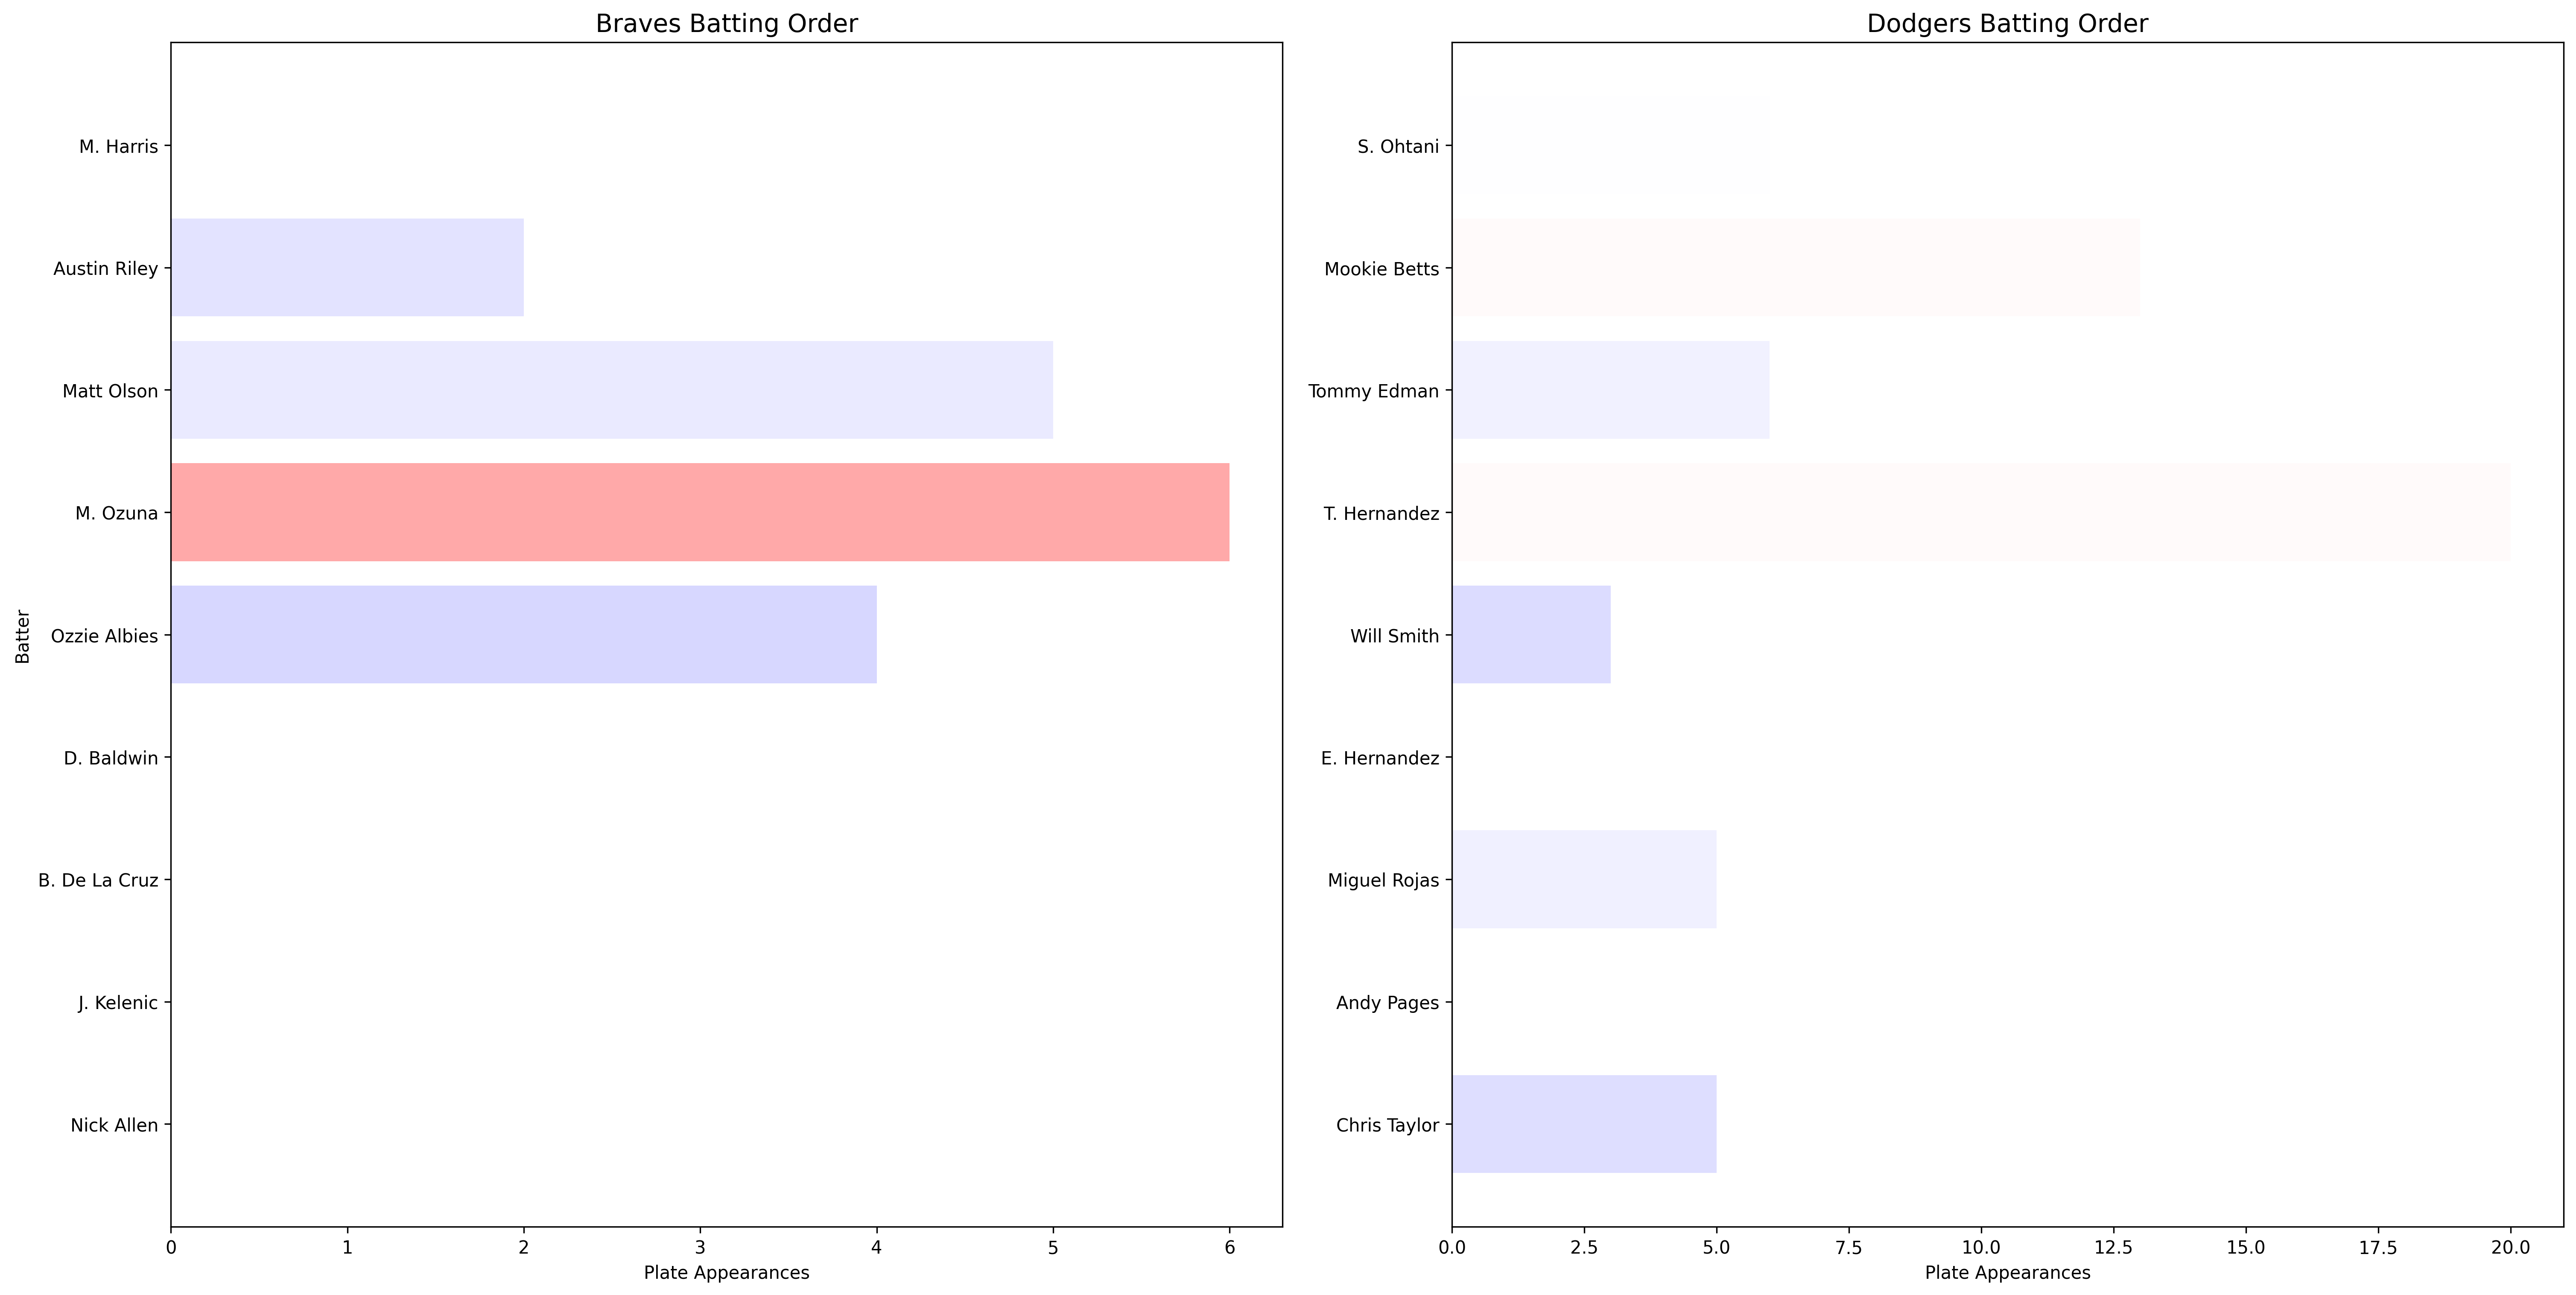 Braves Batting Order
Batter
M. Harris
Austin Riley
Matt Olson
M. Ozuna
Ozzie Albies
D. Baldwin
B. De La Cruz
J. Kelenic
Nick Allen
0 1 2 3 4 5 6
Plate Appearances
Dodgers Batting Order
S. Ohtani
Mookie Betts
Tommy Edman
T. Hernandez
Will Smith
E. Hernandez
Miguel Rojas
Andy Pages
Chris Taylor
0.0 2.5 5.0 7.5 10.0 12.5 15.0 17.5 20.0
Plate Appearances